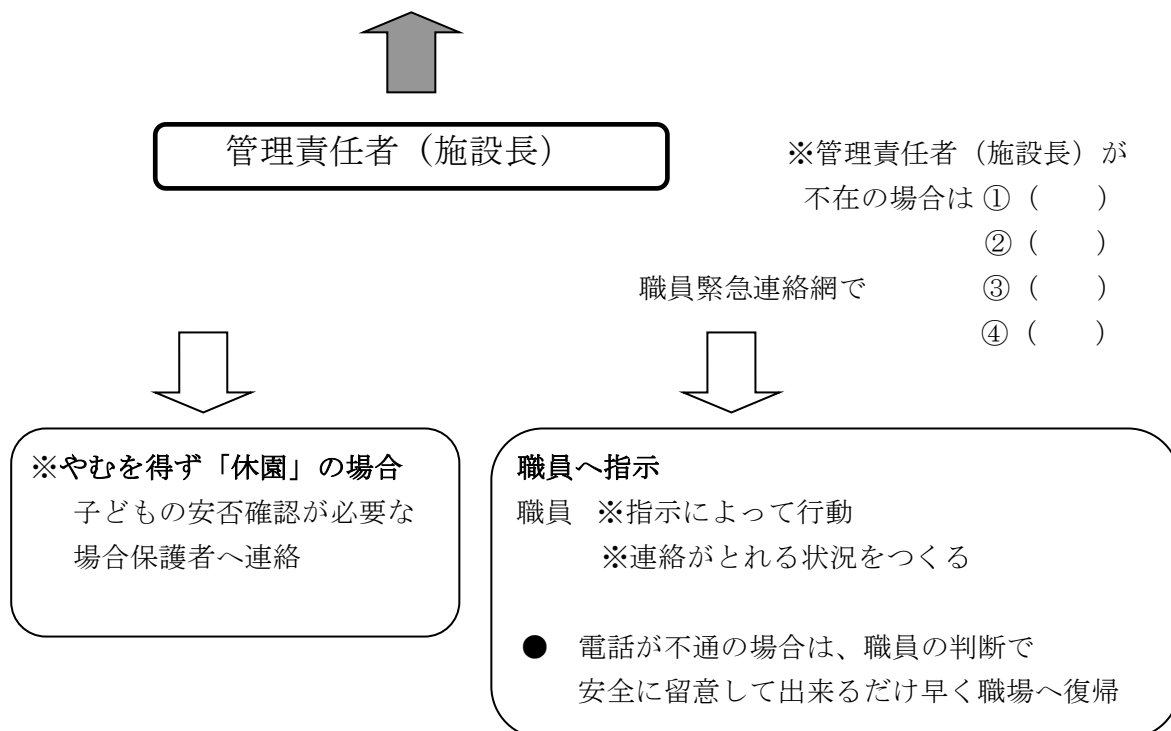 管理責任者（施設長）
※管理責任者（施設長）が
不在の場合は ①（　　）
②（　　）
職員緊急連絡網で　③（　　）
④（　　）
※やむを得ず「休園」の場合
子どもの安否確認が必要な
場合保護者へ連絡
職員へ指示
職員　※指示によって行動
※連絡がとれる状況をつくる
●　電話が不通の場合は、職員の判断で
安全に留意して出来るだけ早く職場へ復帰